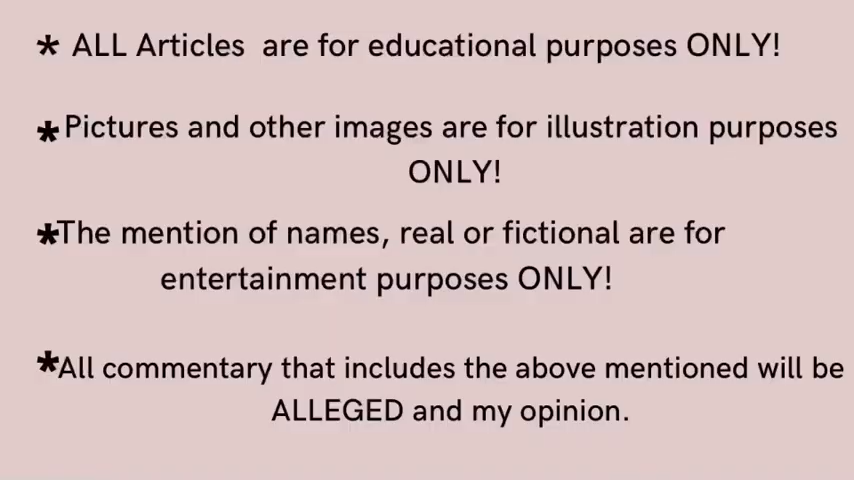 * ALL Articles are for educational purposes ONLY!
* Pictures and other images are for illustration purposes
ONLY!
*The mention of names, real or fictional are for
entertainment purposes ONLY!
*All commentary that includes the above mentioned will be
ALLEGED and my opinion.